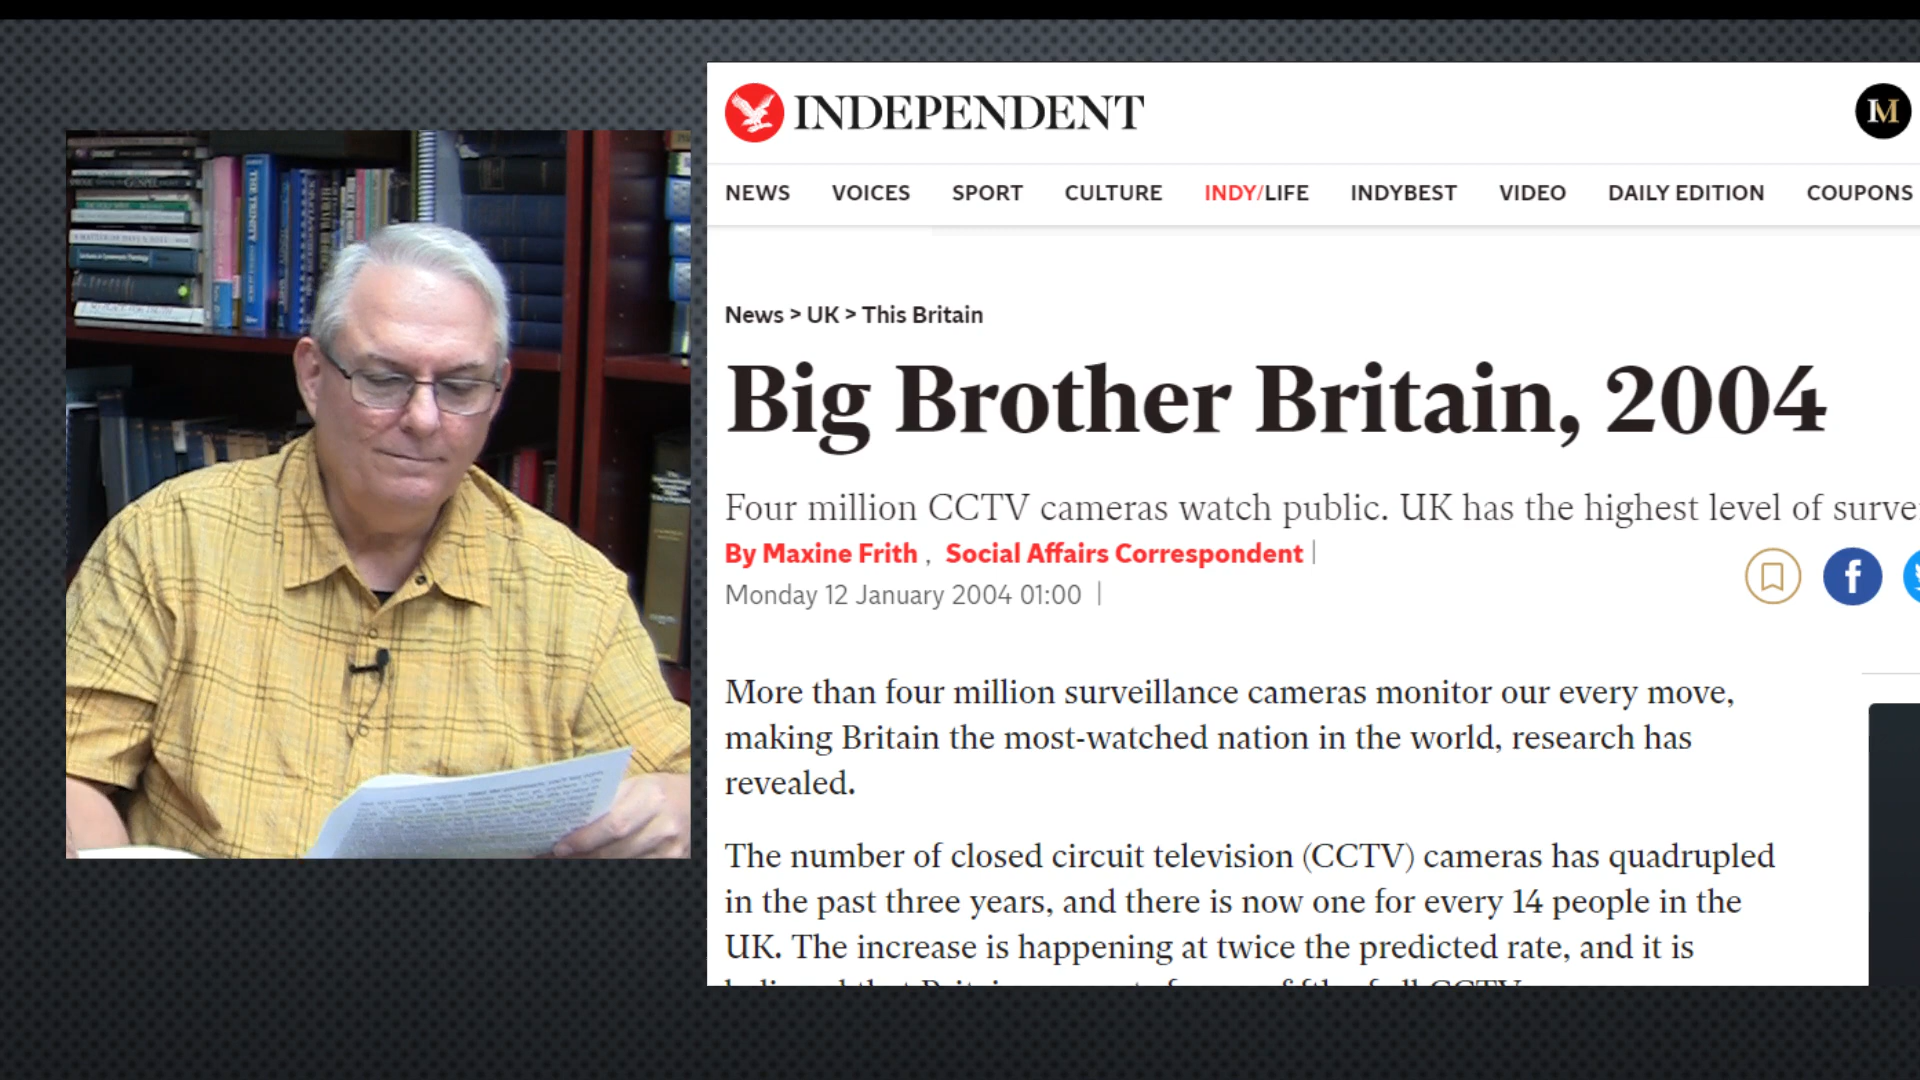 INDEPENDENT
M
NEWS VOICES SPORT CULTURE INDY/LIFE INDYBEST VIDEO DAILY EDITION COUPONS
News > UK > This Britain
Big Brother Britain, 2004
Four million CCTV cameras watch public. UK has the highest level of surve
By Maxine Frith , Social Affairs Correspondent |
Monday 12 January 2004 01:00 |
f
More than four million surveillance cameras monitor our every move,
making Britain the most-watched nation in the world, research has
revealed.
The number of closed circuit television (CCTV) cameras has quadrupled
in the past three years, and there is now one for every 14 people in the
UK. The increase is happening at twice the predicted rate, and it is
THE TRINITY
GOSPEL